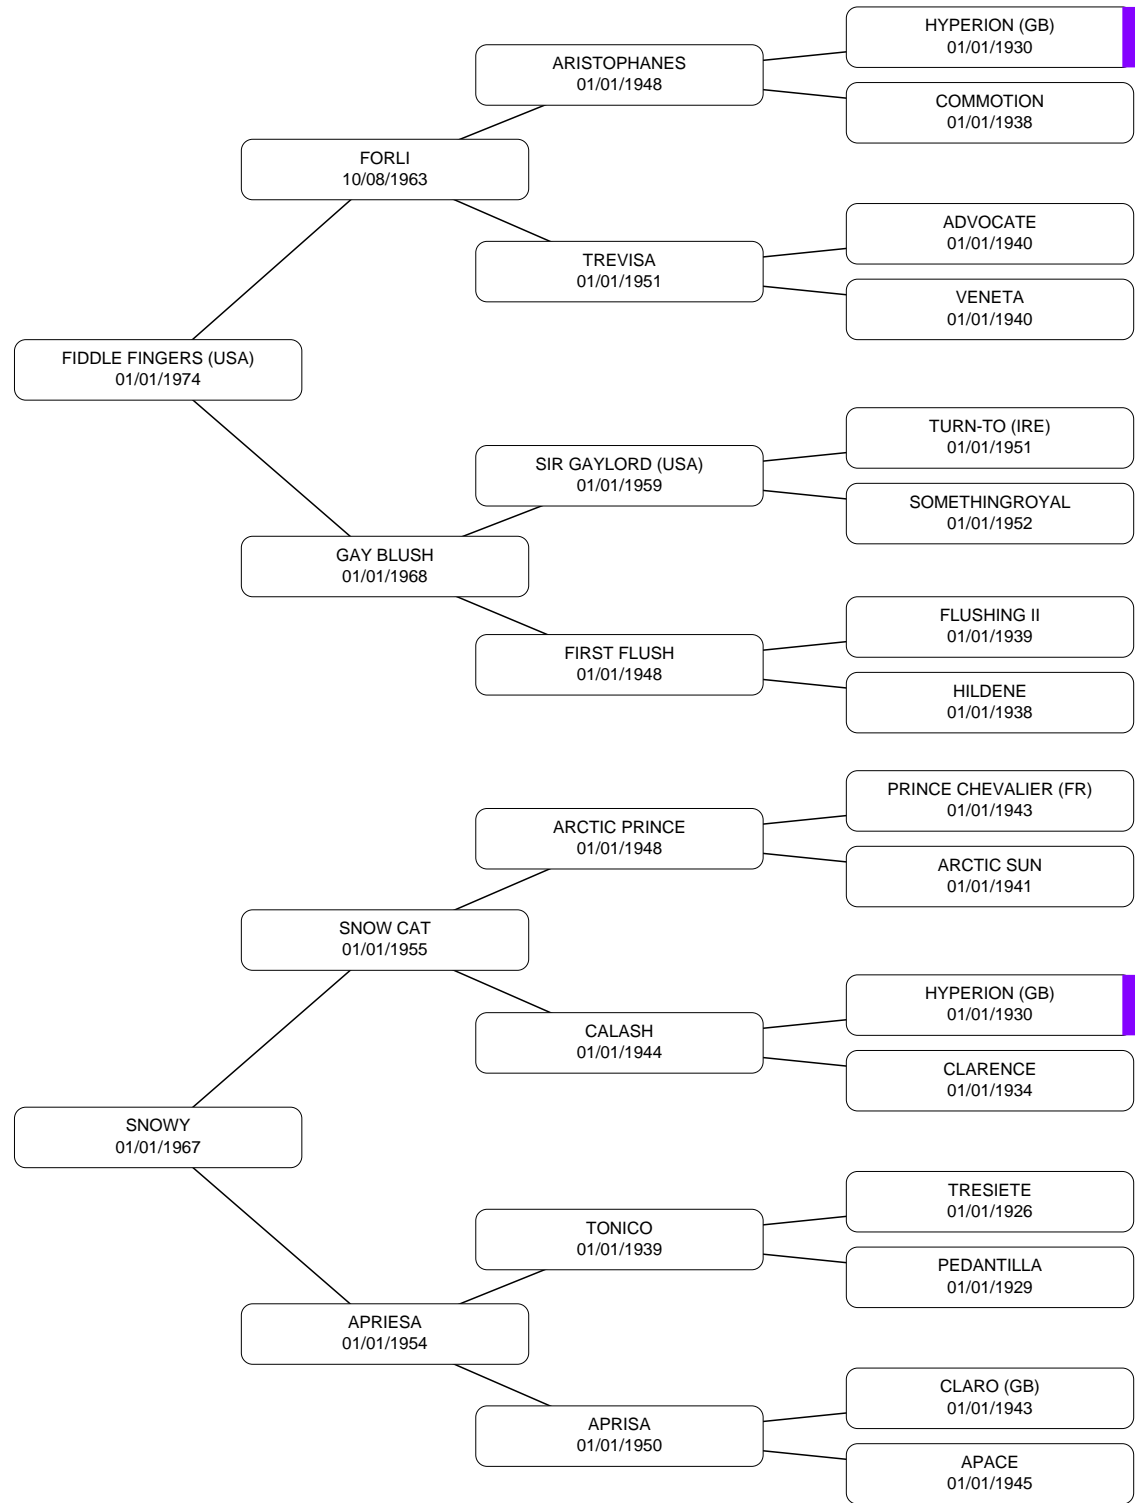 HYPERION (GB)
01/01/1930
ARISTOPHANES
01/01/1948
COMMOTION
01/01/1938
FORLI
10/08/1963
ADVOCATE
01/01/1940
TREVISA
01/01/1951
VENETA
01/01/1940
FIDDLE FINGERS (USA)
01/01/1974
TURN-TO (IRE)
01/01/1951
SIR GAYLORD (USA)
01/01/1959
SOMETHINGROYAL
01/01/1952
GAY BLUSH
01/01/1968
FLUSHING II
01/01/1939
FIRST FLUSH
01/01/1948
HILDENE
01/01/1938
PRINCE CHEVALIER (FR)
01/01/1943
ARCTIC PRINCE
01/01/1948
ARCTIC SUN
01/01/1941
SNOW CAT
01/01/1955
HYPERION (GB)
01/01/1930
CALASH
01/01/1944
CLARENCE
01/01/1934
SNOWY
01/01/1967
TRESIETE
01/01/1926
TONICO
01/01/1939
PEDANTILLA
01/01/1929
APRIESA
01/01/1954
CLARO (GB)
01/01/1943
APRISA
01/01/1950
APACE
01/01/1945